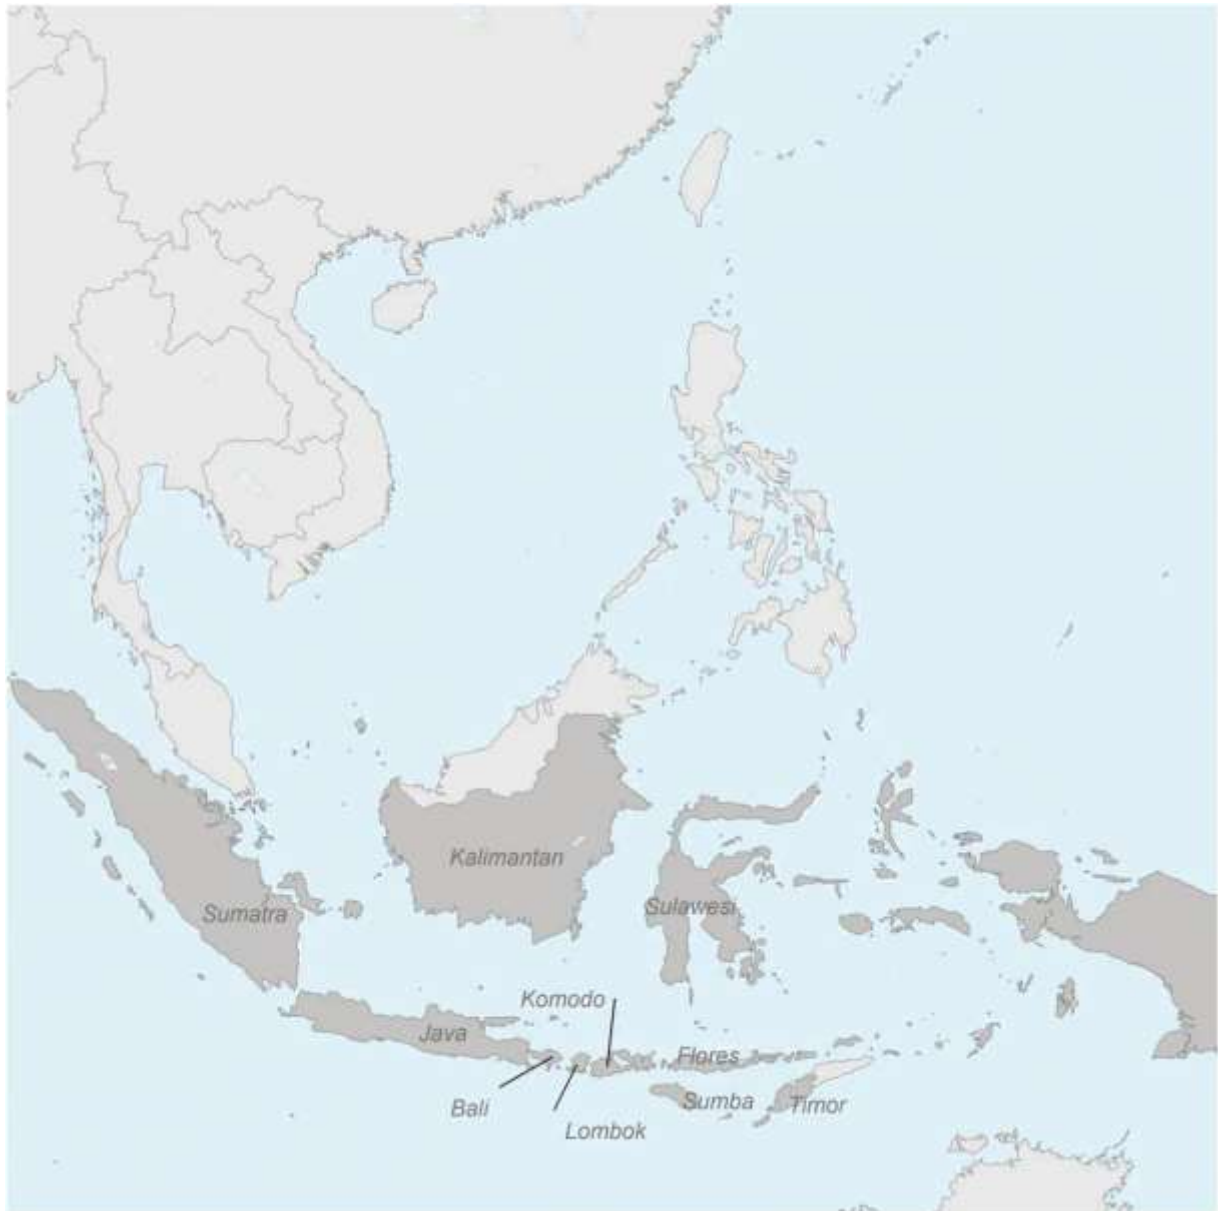 Kalimantan
Sumatra
Sulawesi
Komodo
Java
Flores
Bali
Sumba
Timor
Lombok